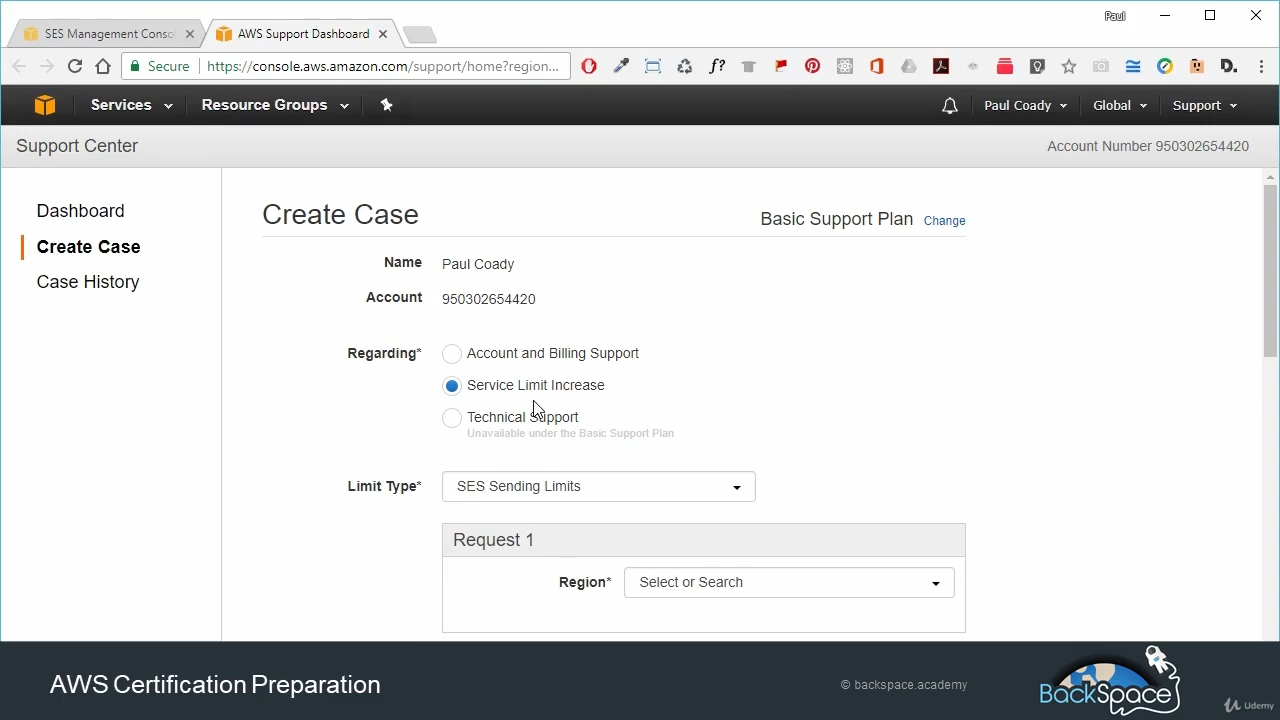 Paul
SES Management Conso
AWS Support Dashboard
Secure
https://console.aws.amazon.com/support/home?region...
f?
D.
Services
Resource Groups
Paul Coady
Global
Support
Support Center
Account Number 950302654420
Dashboard
Create Case
Case History
Create Case
Basic Support Plan
Change
Name
Paul Coady
Account
950302654420
Regarding*
Account and Billing Support
Service Limit Increase
Technical Support
Unavailable under the Basic Support Plan
Limit Type*
SES Sending Limits
Request 1
Region*
Select or Search
AWS Certification Preparation
© backspace.academy
BackSpace
Udemy